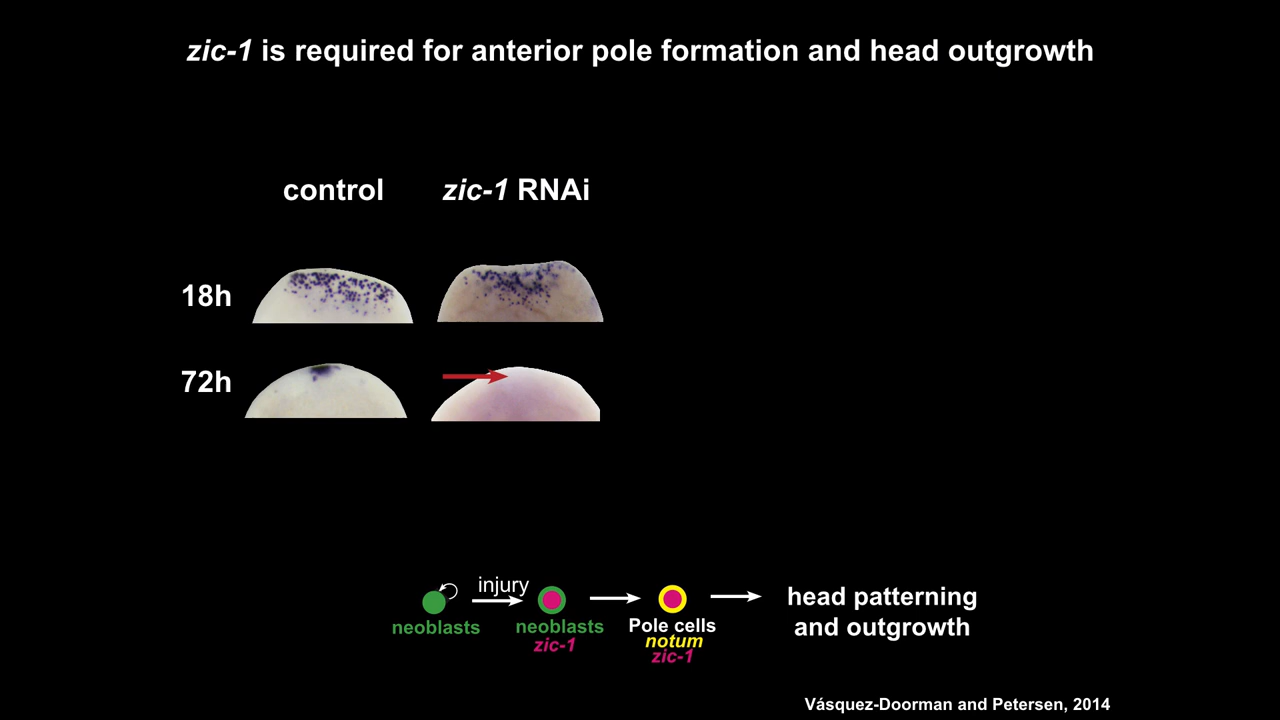 zic-1 is required for anterior pole formation and head outgrowth
control zic-1 RNAi
18h
72h
injury
neoblasts
neoblasts
zic-1
Pole cells
notum
zic-1
head patterning
and outgrowth
Vásquez-Doorman and Petersen, 2014